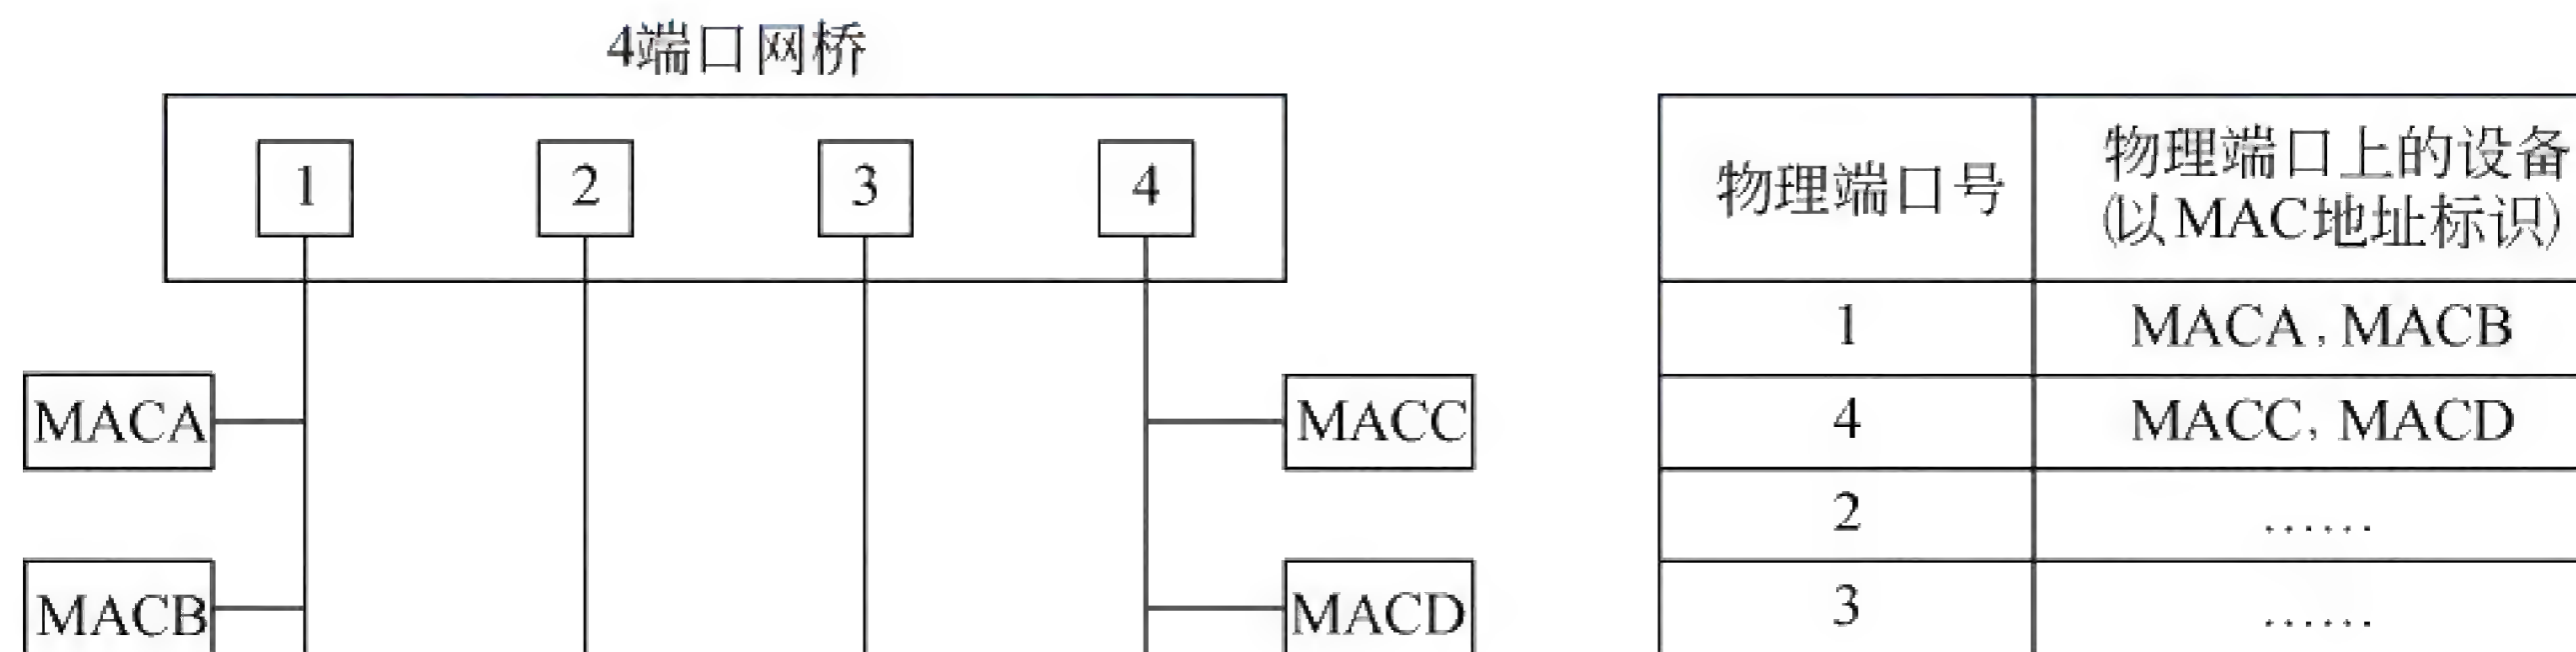 4端口网桥
1 2 3 4
MACA
MACC
MACB
MACD
物理端口号
物理端口上的设备
(以MAC地址标识)
1 MACA, MACB
4 MACC, MACD
2 ……
3 ……